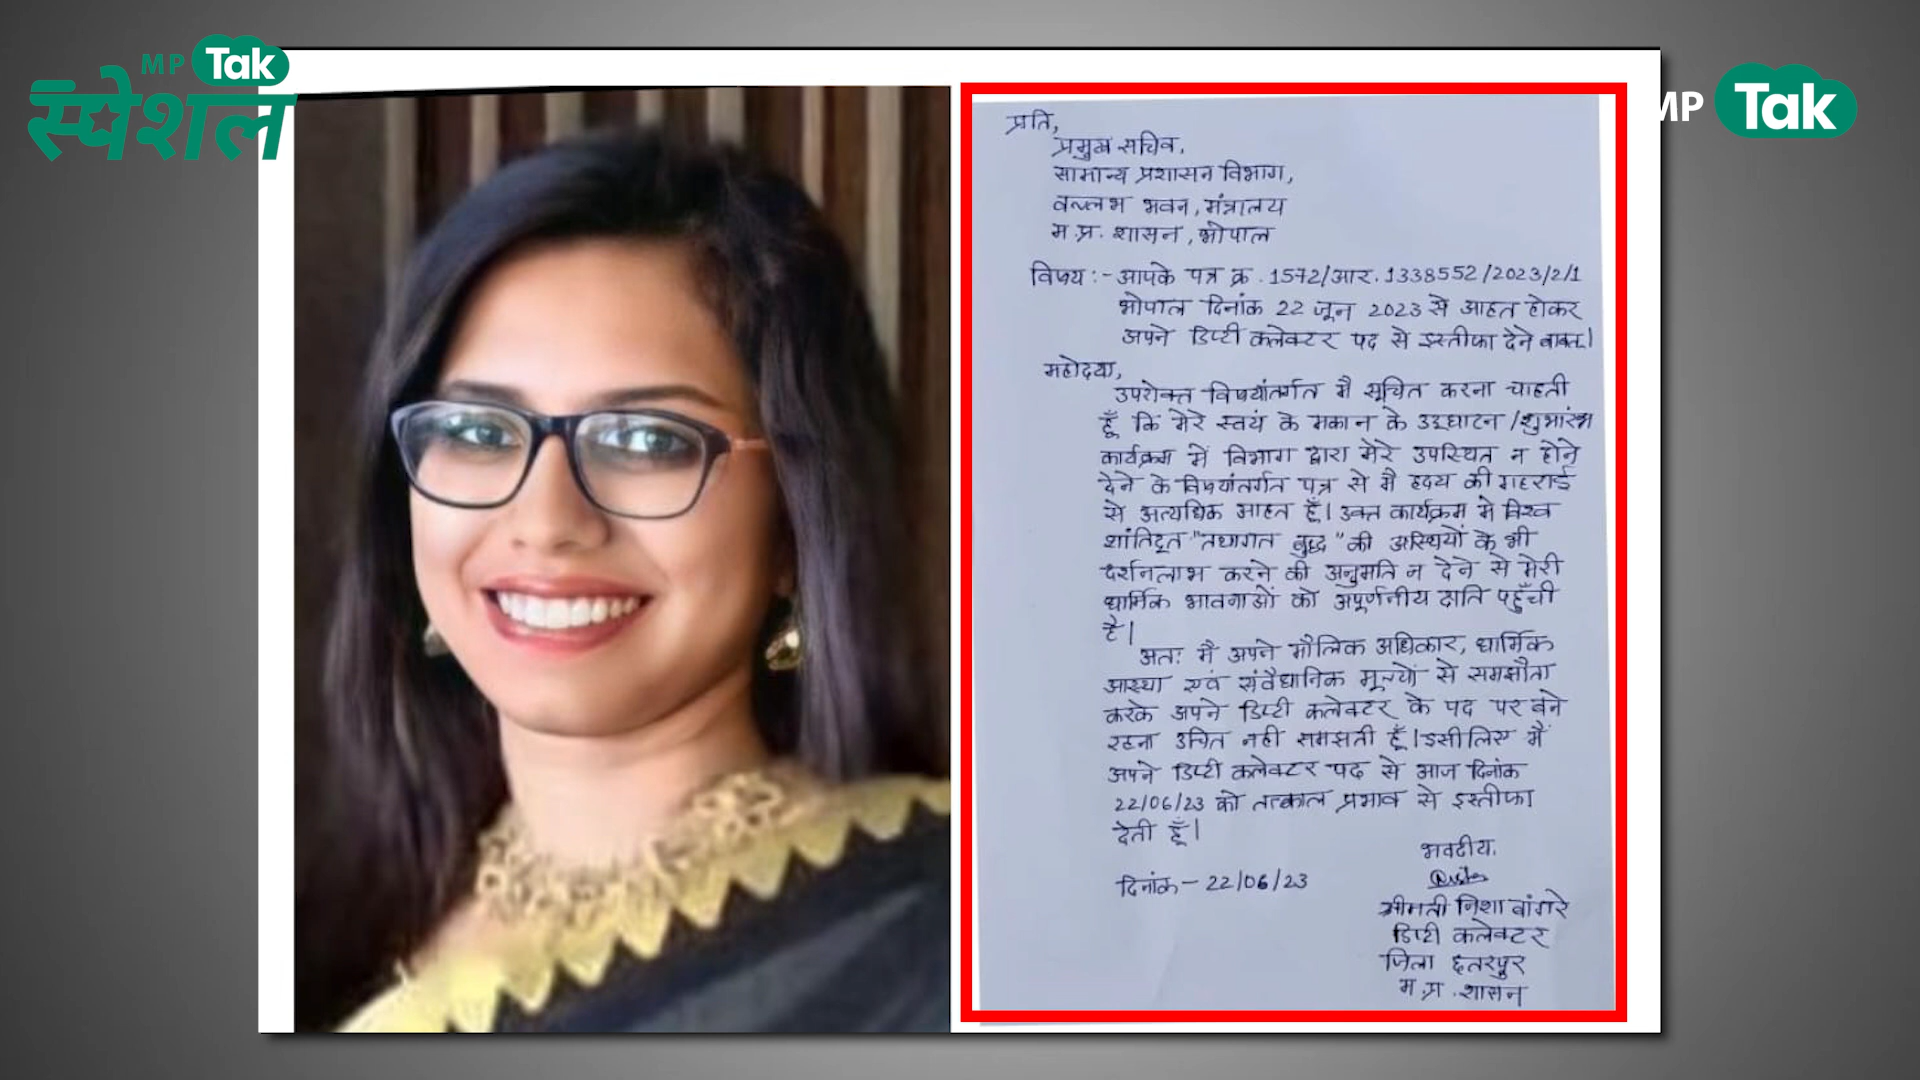 MP Tak
स्पेशल
MP Tak
प्रति,
प्रमुख सचिव,
सामान्य प्रशासन विभाग,
वल्लभ भवन, मंत्रालय
म.प्र. शासन, भोपाल
विषय :- आपके पत्र क्र. 1572/आर.1338552/2023/2/1
भोपाल दिनांक 22 जून 2023 से आहत होकर
अपने डिप्टी कलेक्टर पद से इस्तीफा देने बाबत।
महोदया,
उपरोक्त विषयांतर्गत मै सूचित करना चाहती
हूँ कि मेरे स्वयं के मकान के उद्घाटन/शुभारंभ
कार्यक्रम में विभाग द्वारा मेरे उपस्थित न होने
देने के विषयांतर्गत पत्र से मै हृदय की गहराई
से अत्यधिक आहत हूँ। उक्त कार्यक्रम मे विश्व
शांतिदूत "तथागत बुद्ध" की अस्थियों के भी
दर्शनलाभ करने की अनुमति न देने से मेरी
धार्मिक भावनाओं को अपूर्णनीय क्षति पहुँची
है।
अतः मै अपने मौलिक अधिकार, धार्मिक
आस्था एवं संवैधानिक मूल्यों से समझौता
करके अपने डिप्टी कलेक्टर के पद पर बने
रहना उचित नही समझती हूँ। इसीलिए मैं
अपने डिप्टी कलेक्टर पद से आज दिनांक
22/06/23 को तत्काल प्रभाव से इस्तीफा
देती हूँ।
भवदीय.
दिनांक - 22/06/23
श्रीमती निशा बांगरे
डिप्टी कलेक्टर
जिला छतरपुर
म.प्र. शासन